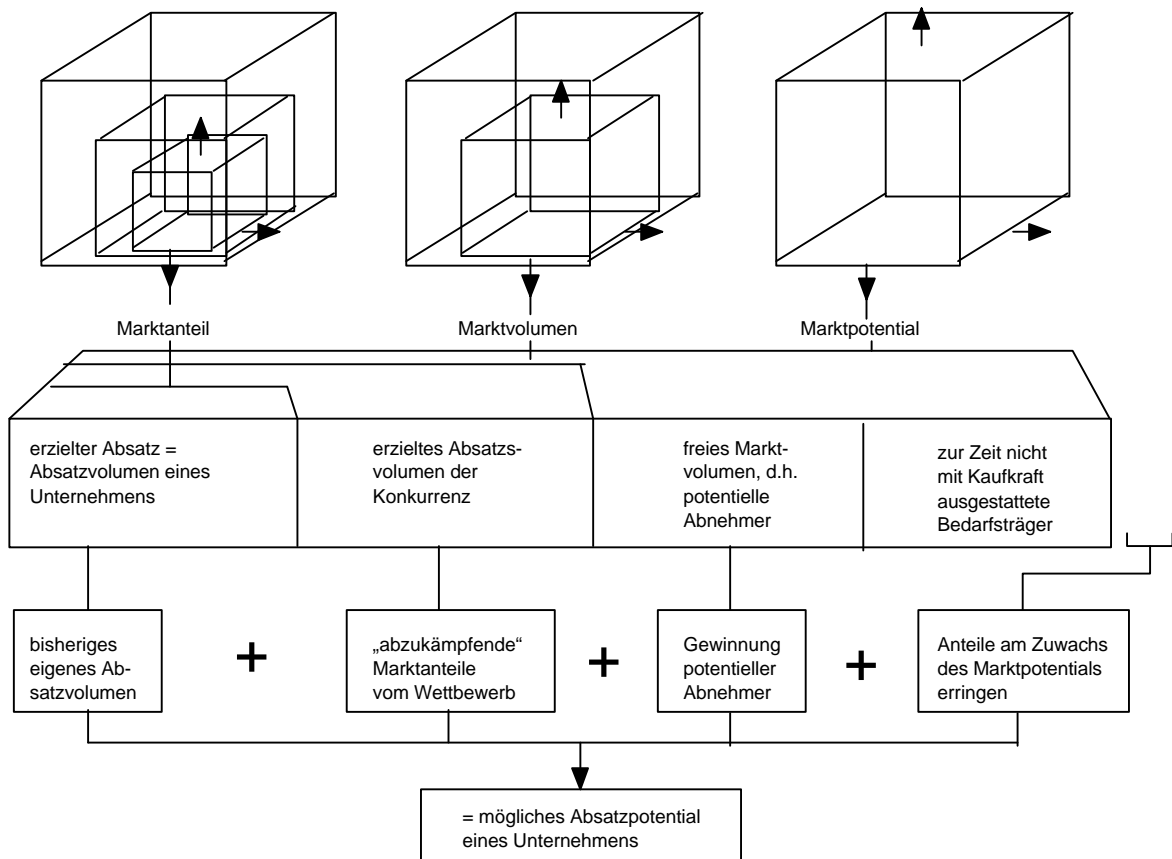 Marktanteil
Marktvolumen
Marktpotential
erzielter Absatz =
Absatzvolumen eines
Unternehmens
erzieltes Absatzs-
volumen der
Konkurrenz
freies Markt-
volumen, d.h.
potentielle
Abnehmer
zur Zeit nicht
mit Kaufkraft
ausgestattete
Bedarfsträger
bisheriges
eigenes Ab-
satzvolumen
+
„abzukämpfende“
Marktanteile
vom Wettbewerb
+
Gewinnung
potentieller
Abnehmer
+
Anteile am Zuwachs
des Marktpotentials
erringen
= mögliches Absatzpotential
eines Unternehmens